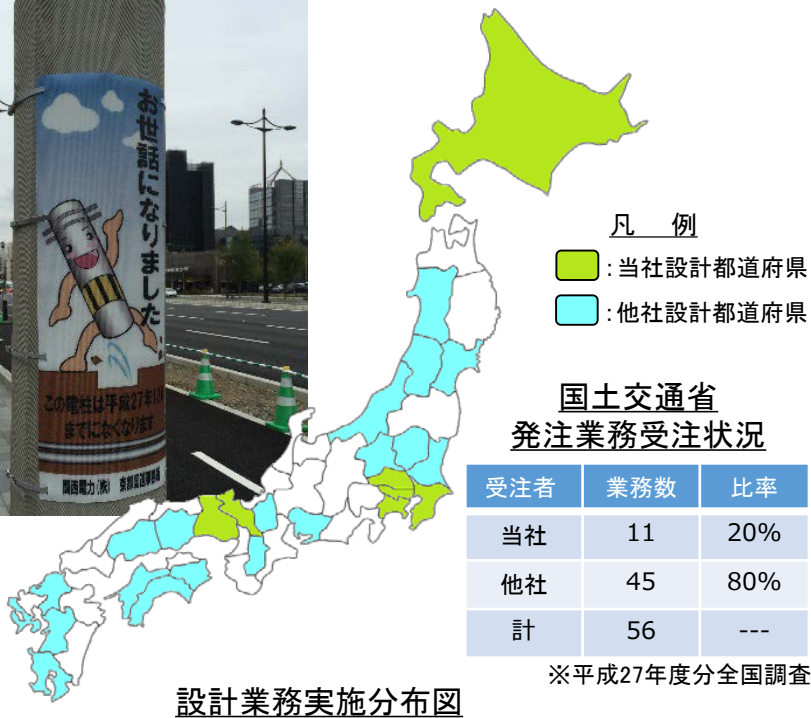 お世話になりました
この電柱は平成27年12月
までになくなります
関西電力(株)
凡　例
：当社設計都道府県
：他社設計都道府県
国土交通省
発注業務受注状況
受注者 業務数 比率
当社 11 20%
他社 45 80%
計 56 ---
※平成27年度分全国調査
設計業務実施分布図